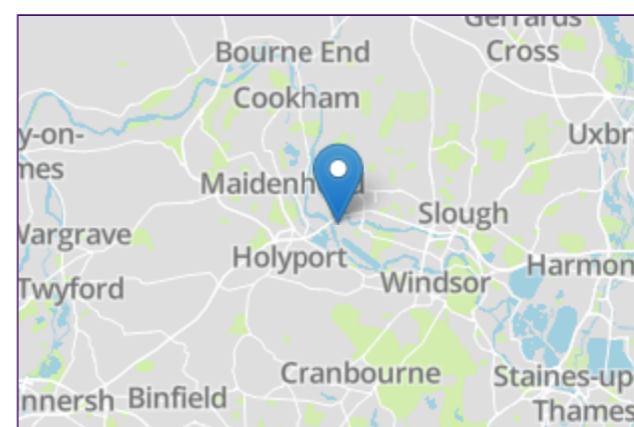 Gerrards
Bourne End
Cross
Cookham
y-on-
Uxbr
mes
Maidenh d
Slough
Wargrave
Holyport
Harmon
Windsor
Twyford
Cranbourne
Staines-up
nnersh Binfield
Thames